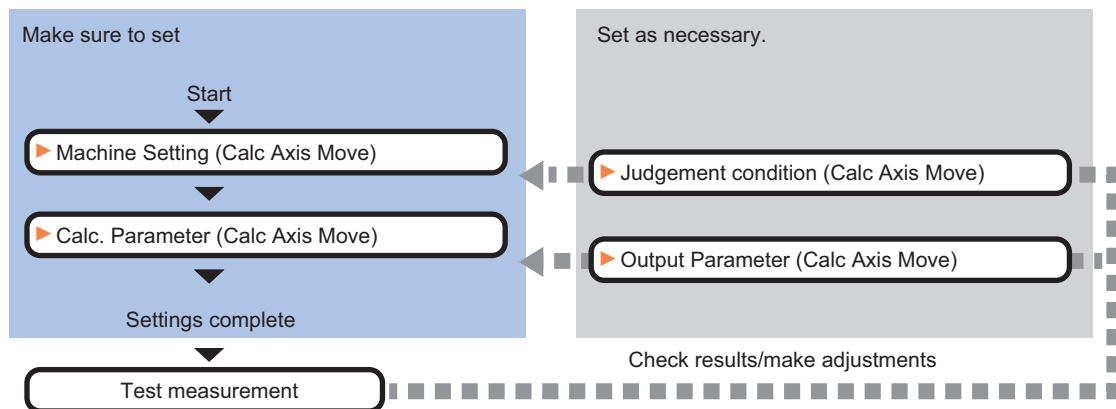 Make sure to set
Start
Machine Setting (Calc Axis Move)
Calc. Parameter (Calc Axis Move)
Settings complete
Test measurement
Set as necessary.
Judgement condition (Calc Axis Move)
Output Parameter (Calc Axis Move)
Check results/make adjustments